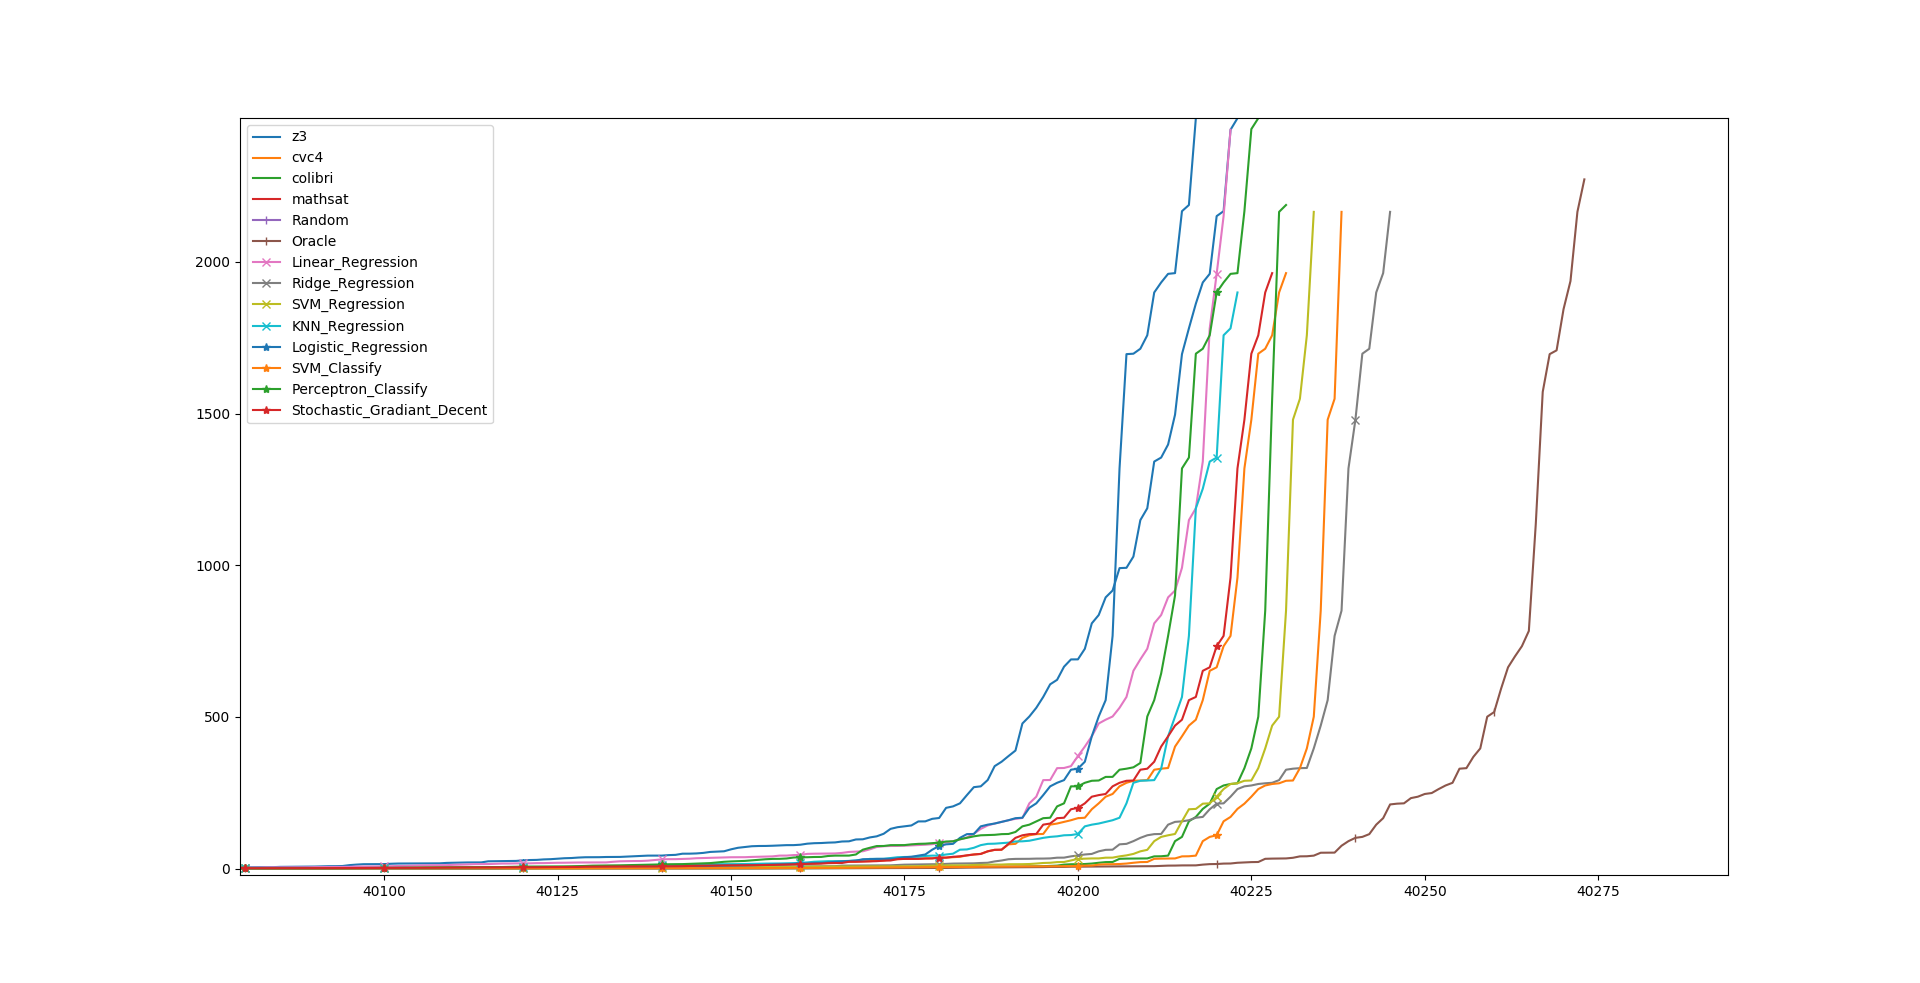 z3
cvc4
colibri
mathsat
Random
Oracle
Linear_Regression
Ridge_Regression
SVM_Regression
KNN_Regression
Logistic_Regression
SVM_Classify
Perceptron_Classify
Stochastic_Gradiant_Decent
2000
1500
1000
500
0
40100 40125 40150 40175 40200 40225 40250 40275